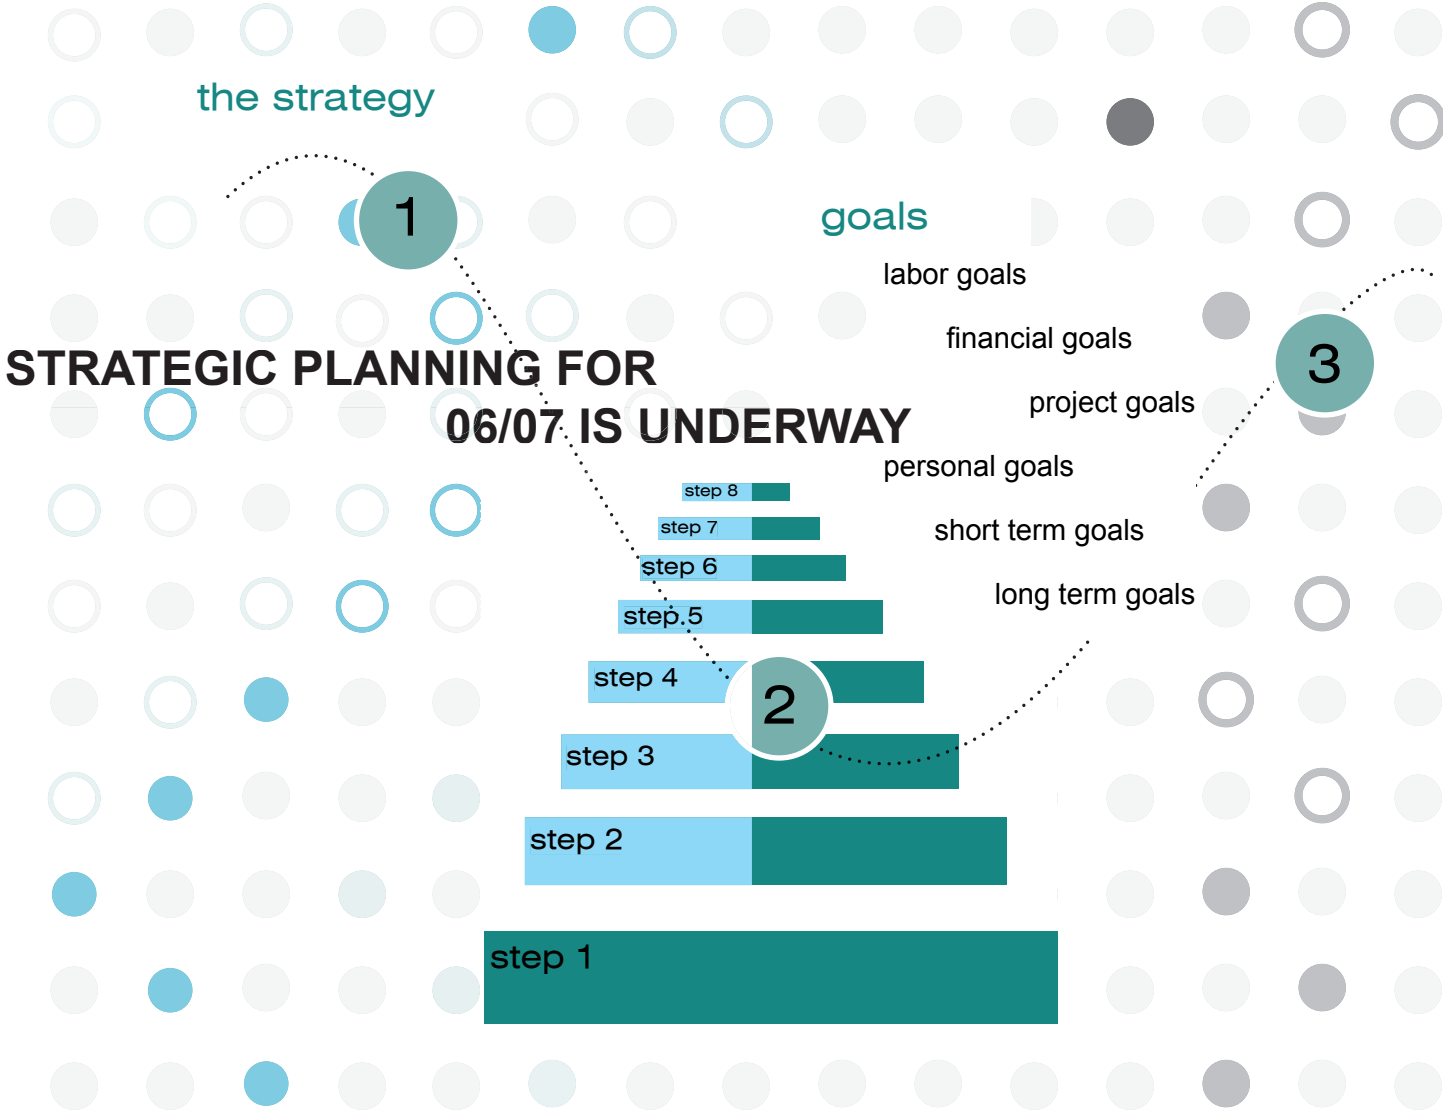 the strategy
1
goals
labor goals
financial goals
3
STRATEGIC PLANNING FOR
project goals
06/07 IS UNDERWAY
personal goals
step 8
step 7
short term goals
step 6
long term goals
step 5
step 4
2
step 3
step 2
step 1